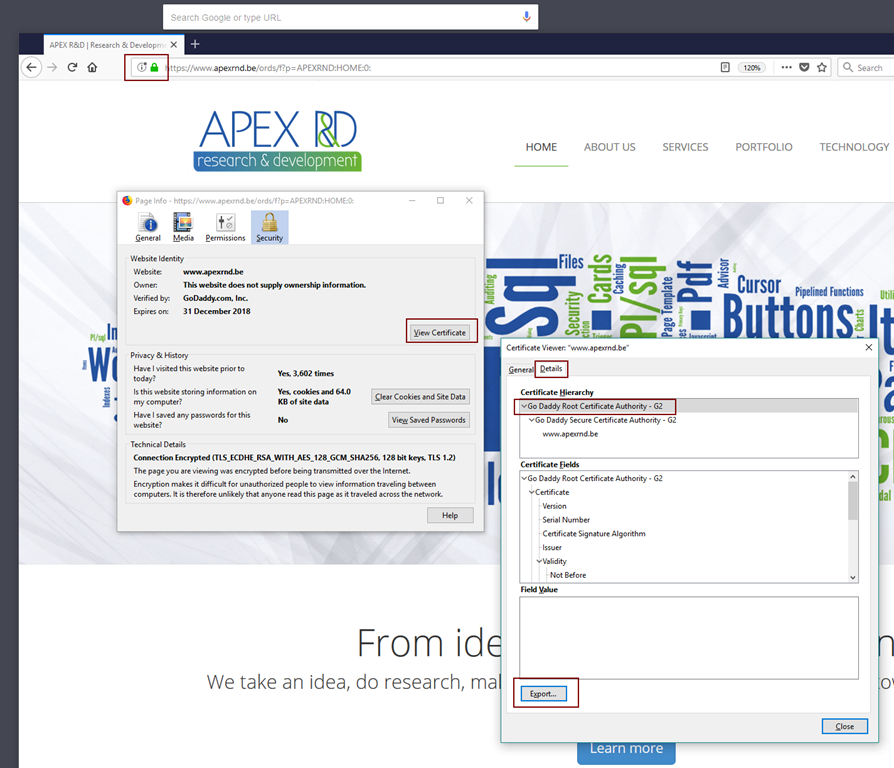 Search Google or type URL
APEX R&D | Research & Developm
https://www.apexrnd.be/ords/f?p=APEXRND:HOME:0:
120%
Search
APEX R&D
research & development
HOME ABOUT US SERVICES PORTFOLIO TECHNOLOGY
Page Info - https://www.apexrnd.be/ords/f?p=APEXRND:HOME:0:
General Media Permissions Security
Website Identity
Website: www.apexrnd.be
Owner: This website does not supply ownership information.
Verified by: GoDaddy.com, Inc.
Expires on: 31 December 2018
View Certificate
Privacy & History
Have I visited this website prior to today? Yes, 3,602 times
Is this website storing information on my computer? Yes, cookies and 64.0 KB of site data
Clear Cookies and Site Data
Have I saved any passwords for this website? No
View Saved Passwords
Technical Details
Connection Encrypted (TLS_ECDHE_RSA_WITH_AES_128_GCM_SHA256, 128 bit keys, TLS 1.2)
The page you are viewing was encrypted before being transmitted over the Internet.
Encryption makes it difficult for unauthorized people to view information traveling between
computers. It is therefore unlikely that anyone read this page as it traveled across the network.
Help
Pl/sql
Auditing
Sql
Files
Security
Cards
Caching
Pl/sql
Page Template
Pdf
Advisor
Cursor
Pipelined Functions
Buttons
Charts
Certificate Viewer: "www.apexrnd.be"
General Details
Certificate Hierarchy
Go Daddy Root Certificate Authority - G2
Go Daddy Secure Certificate Authority - G2
www.apexrnd.be
Certificate Fields
Go Daddy Root Certificate Authority - G2
Certificate
Version
Serial Number
Certificate Signature Algorithm
Issuer
Validity
Not Before
Field Value
Export...
Close
From ide
We take an idea, do research, mal
Learn more